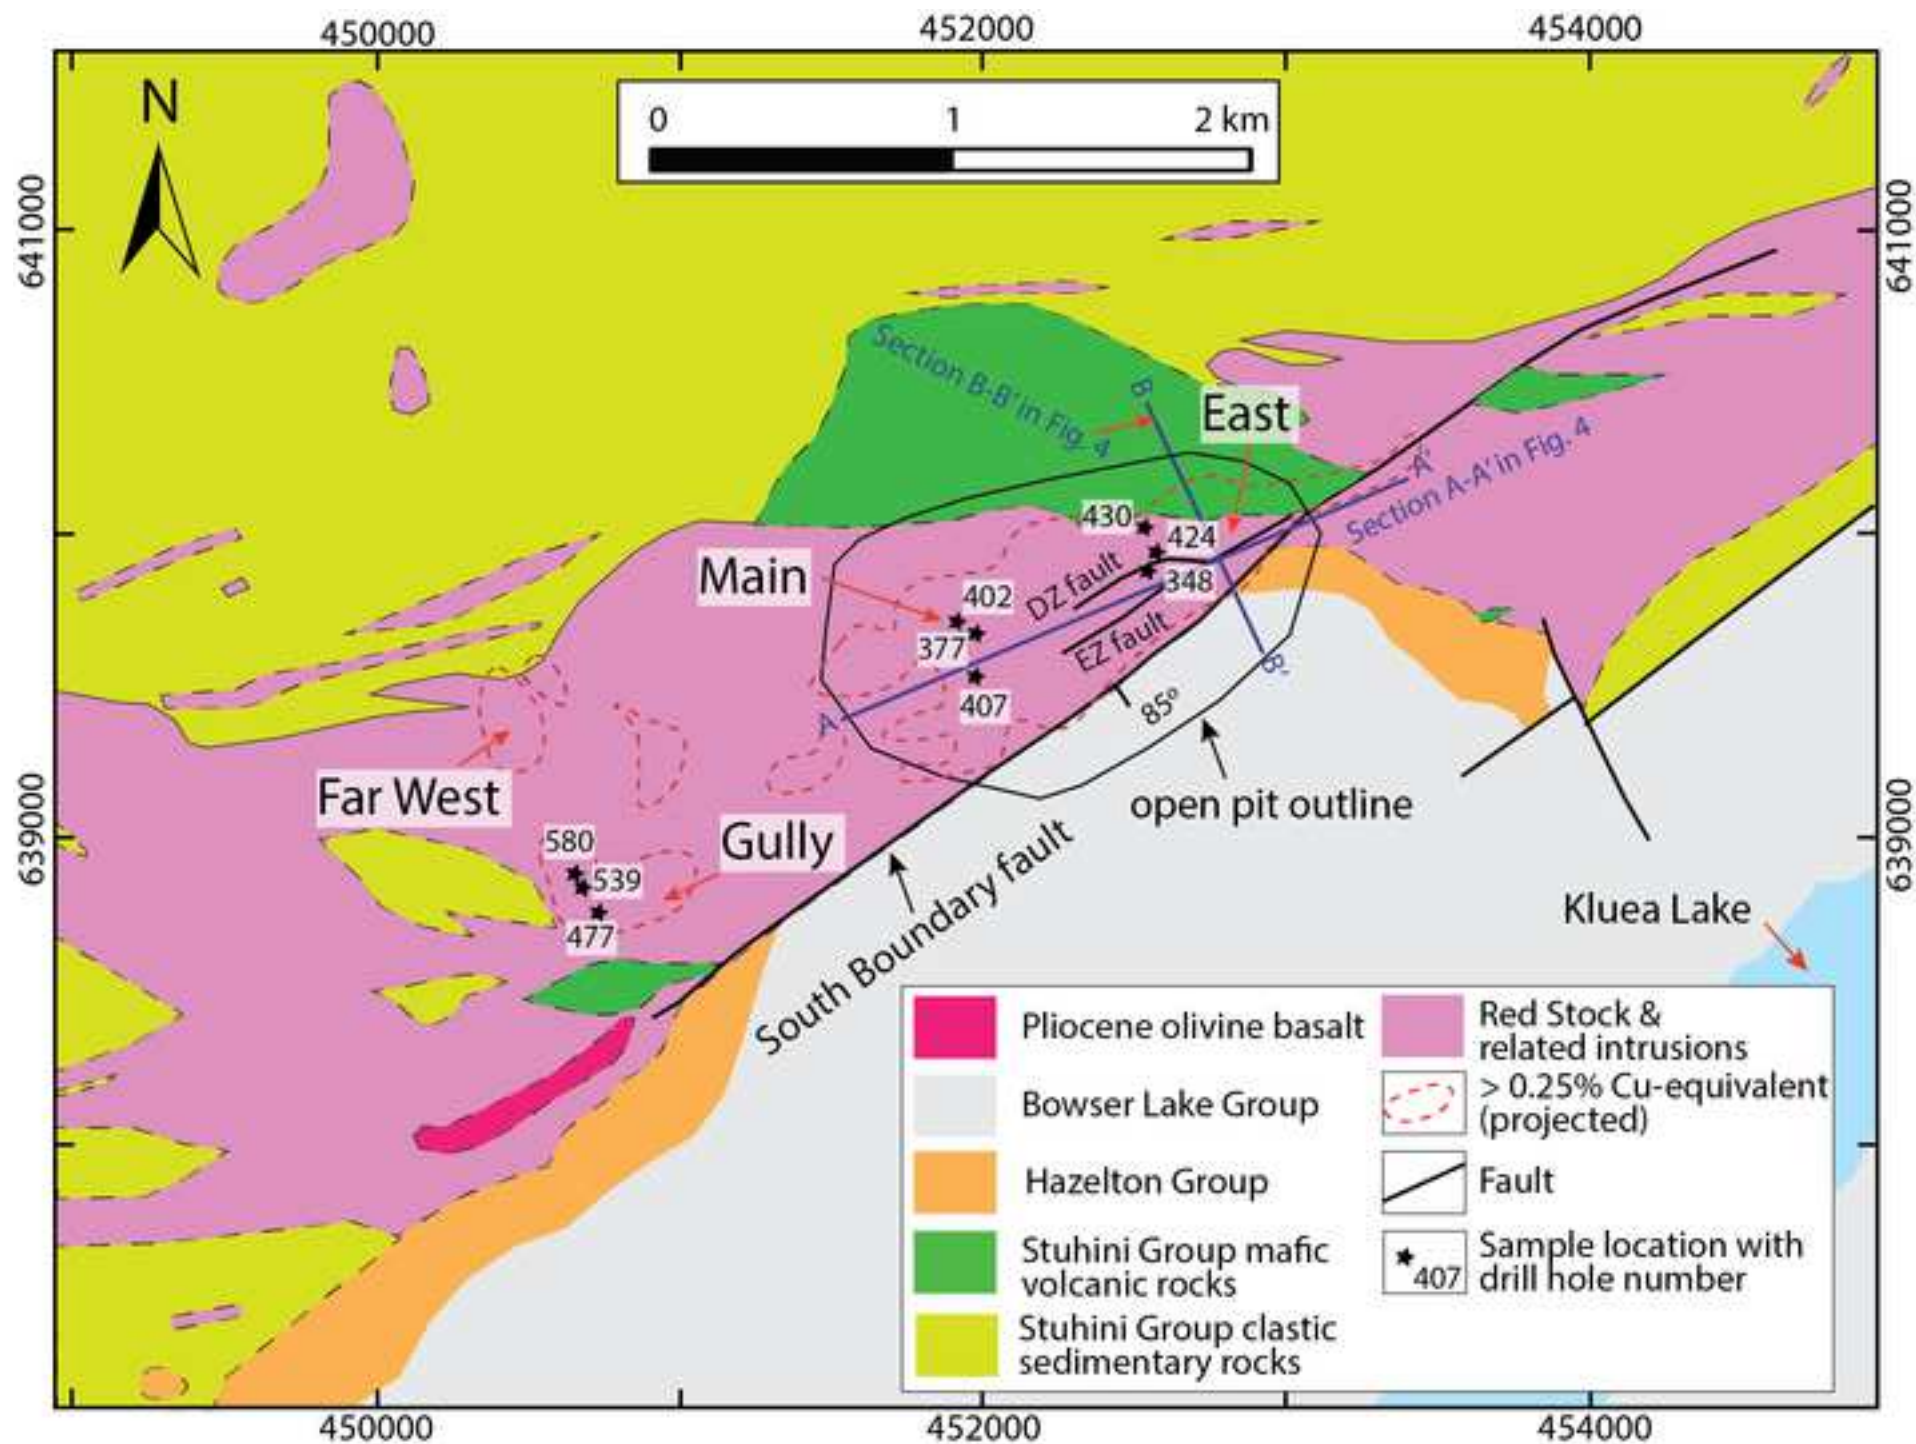 450000
452000
454000
N
0 1 2 km
641000
641000
Section B-B' in Fig. 4
B
East
A'
Section A-A' in Fig. 4
430
424
Main
DZ fault
348
402
377
EZ fault
B'
407
85º
A
Far West
open pit outline
639000
639000
580
Gully
539
477
South Boundary fault
Kluea Lake
Pliocene olivine basalt
Bowser Lake Group
Hazelton Group
Stuhini Group mafic
volcanic rocks
Stuhini Group clastic
sedimentary rocks
Red Stock &
related intrusions
> 0.25% Cu-equivalent
(projected)
Fault
407
Sample location with
drill hole number
450000
452000
454000